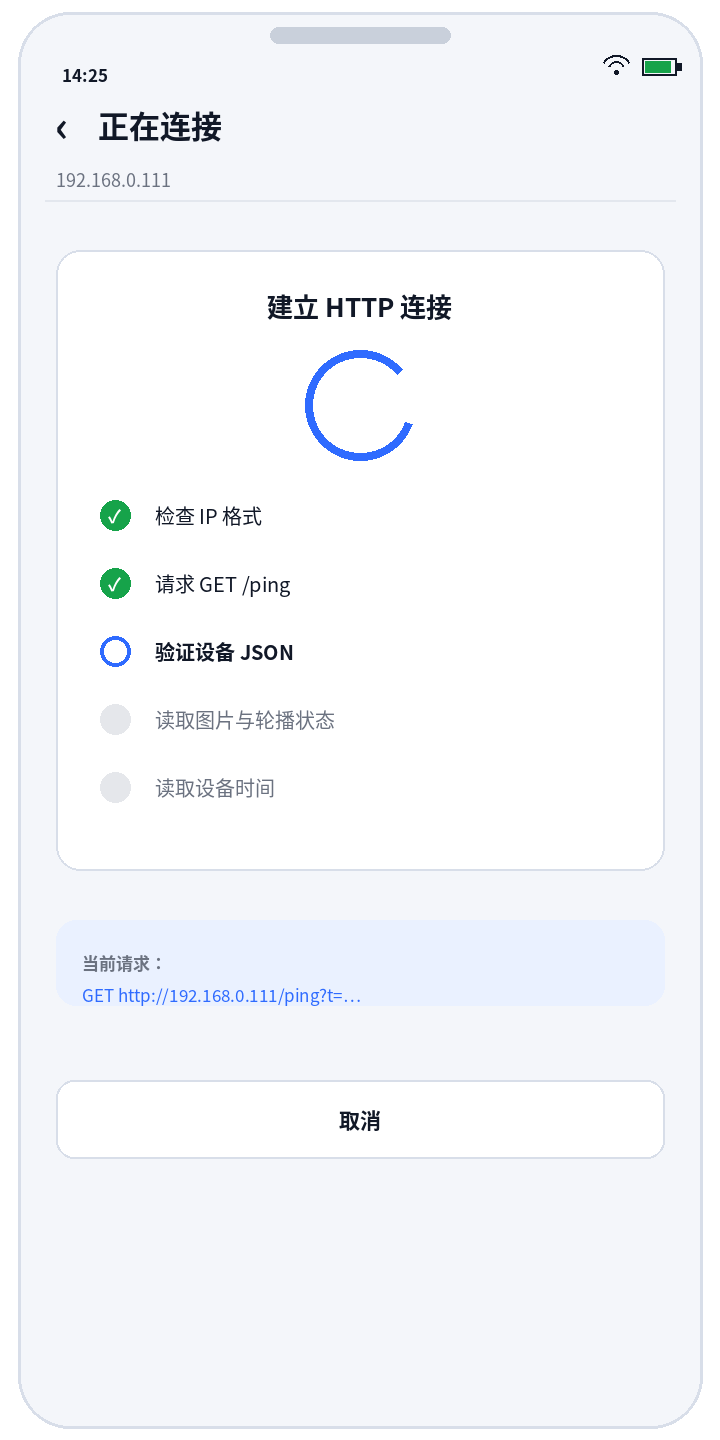 14:25
‹ 正在连接
192.168.0.111
建立 HTTP 连接
✓ 检查 IP 格式
✓ 请求 GET /ping
验证设备 JSON
读取图片与轮播状态
读取设备时间
当前请求：
GET http://192.168.0.111/ping?t=…
取消